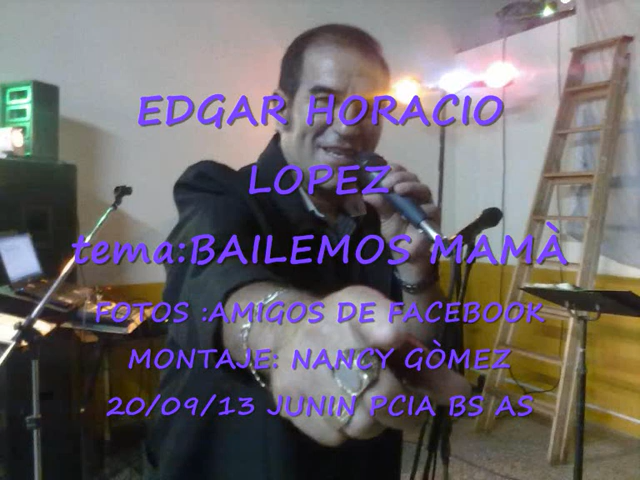 EDGAR HORACIO
LOPEZ
tema:BAILEMOS MAMÀ
FOTOS :AMIGOS DE FACEBOOK
MONTAJE: NANCY GÒMEZ
20/09/13 JUNIN PCIA BS AS